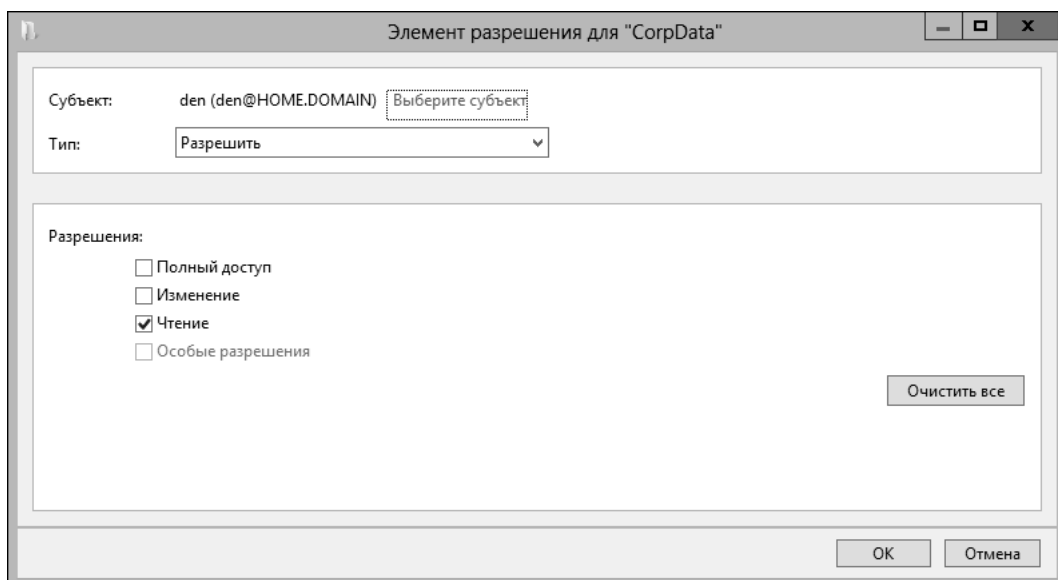 Элемент разрешения для "CorpData"
Субъект: den (den@HOME.DOMAIN) Выберите субъект
Тип: Разрешить
Разрешения:
Полный доступ
Изменение
Чтение
Особые разрешения
Очистить все
ОК Отмена